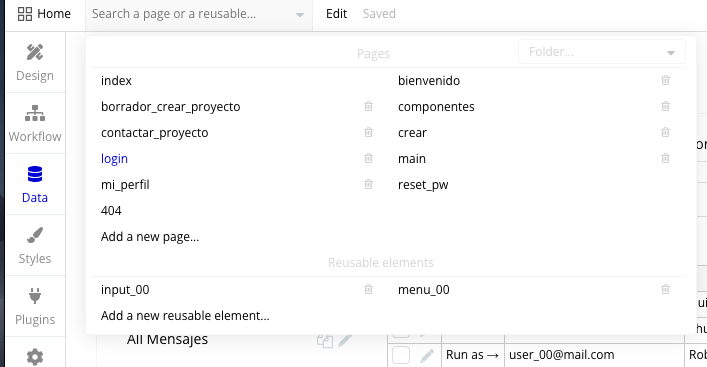 Home Search a page or a reusable... Edit Saved
Pages Folder...
Design
index bienvenido
borrador_crear_proyecto componentes
Workflow
contactar_proyecto crear
login main
Data
mi_perfil reset_pw
404
Styles
Add a new page...
Reusable elements
Plugins
input_00 menu_00
Add a new reusable element...
All Mensajes
Run as → user_00@mail.com Rob